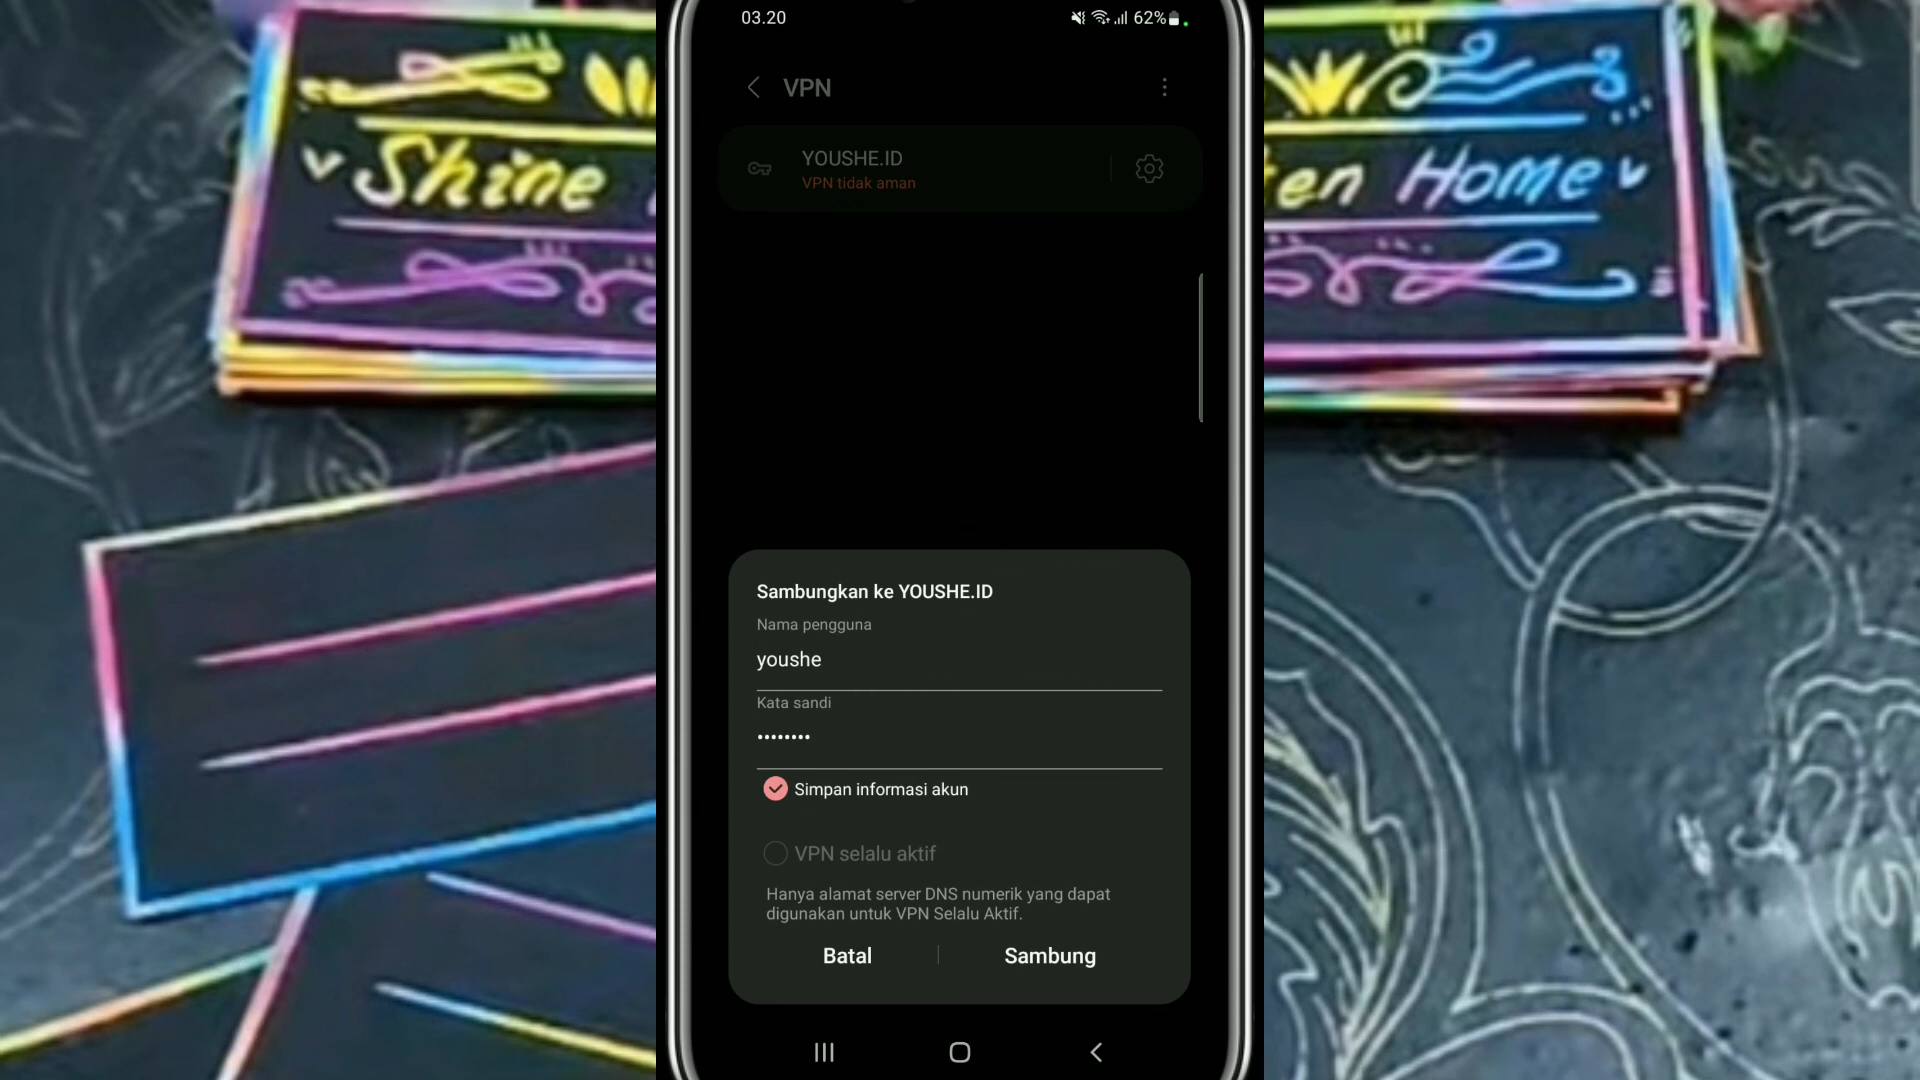 03.20
62%
VPN
YOUSHE.ID
VPN tidak aman
Shine
en Home
Sambungkan ke YOUSHE.ID
Nama pengguna
youshe
Kata sandi
••••••••
Simpan informasi akun
VPN selalu aktif
Hanya alamat server DNS numerik yang dapat
digunakan untuk VPN Selalu Aktif.
Batal
Sambung